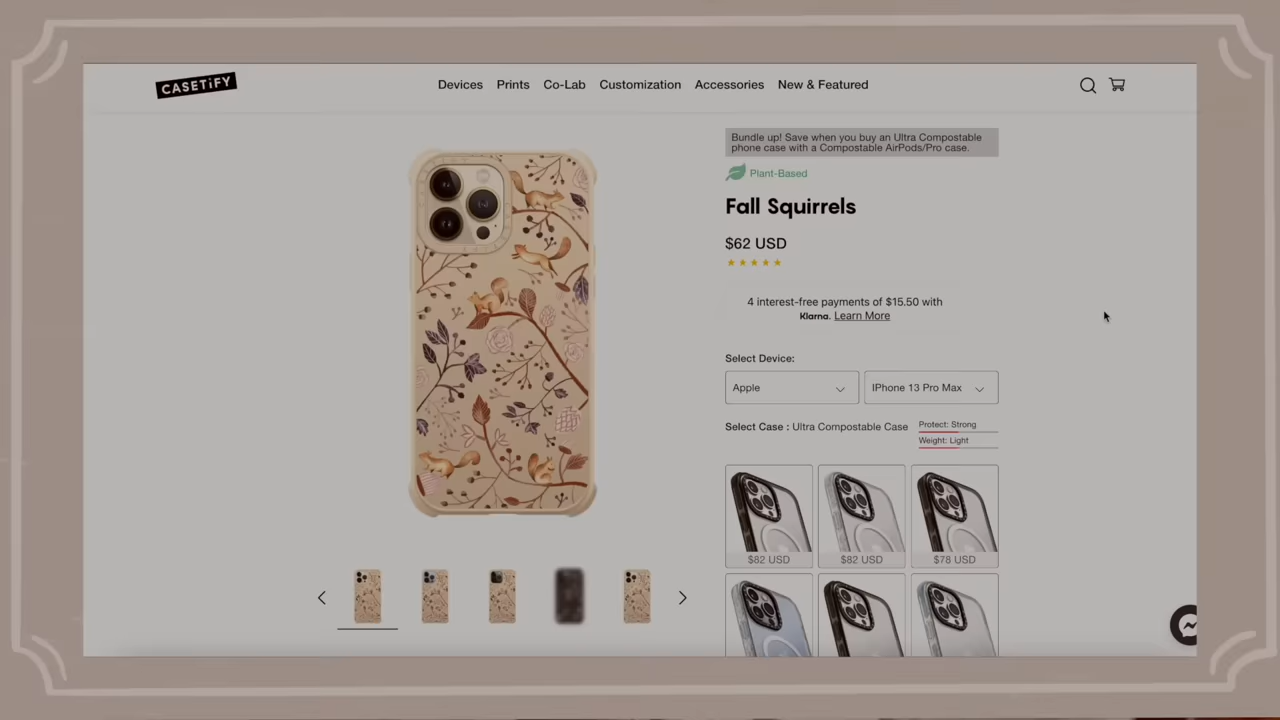 CASETiFY
Devices Prints Co-Lab Customization Accessories New & Featured
Bundle up! Save when you buy an Ultra Compostable
phone case with a Compostable AirPods/Pro case.
Plant-Based
Fall Squirrels
$62 USD
4 interest-free payments of $15.50 with
Klarna. Learn More
Select Device:
Apple
IPhone 13 Pro Max
Select Case : Ultra Compostable Case
Protect: Strong
Weight: Light
$82 USD
$82 USD
$78 USD